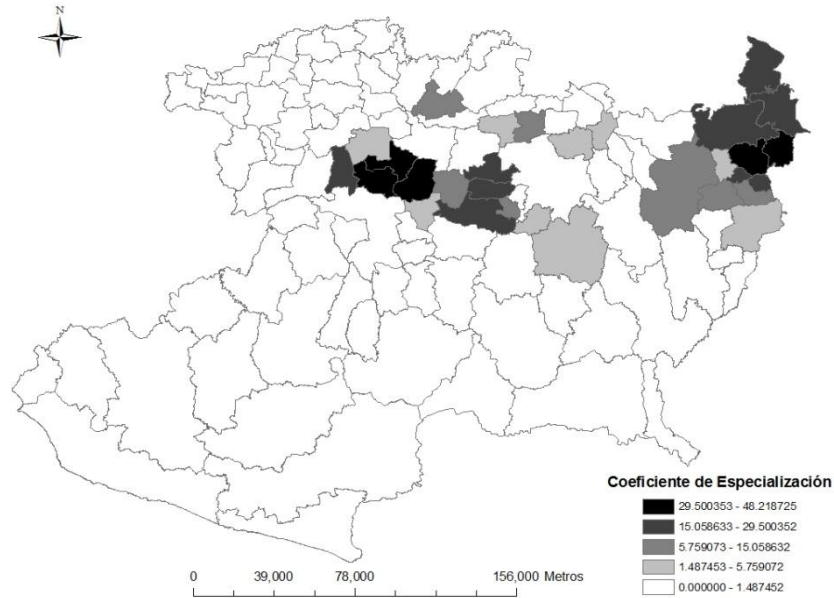 N
Coeficiente de Especialización
29.500353 - 48.218725
15.058633 - 29.500352
5.759073 - 15.058632
1.487453 - 5.759072
0.000000 - 1.487452
0 39,000 78,000 156,000 Metros